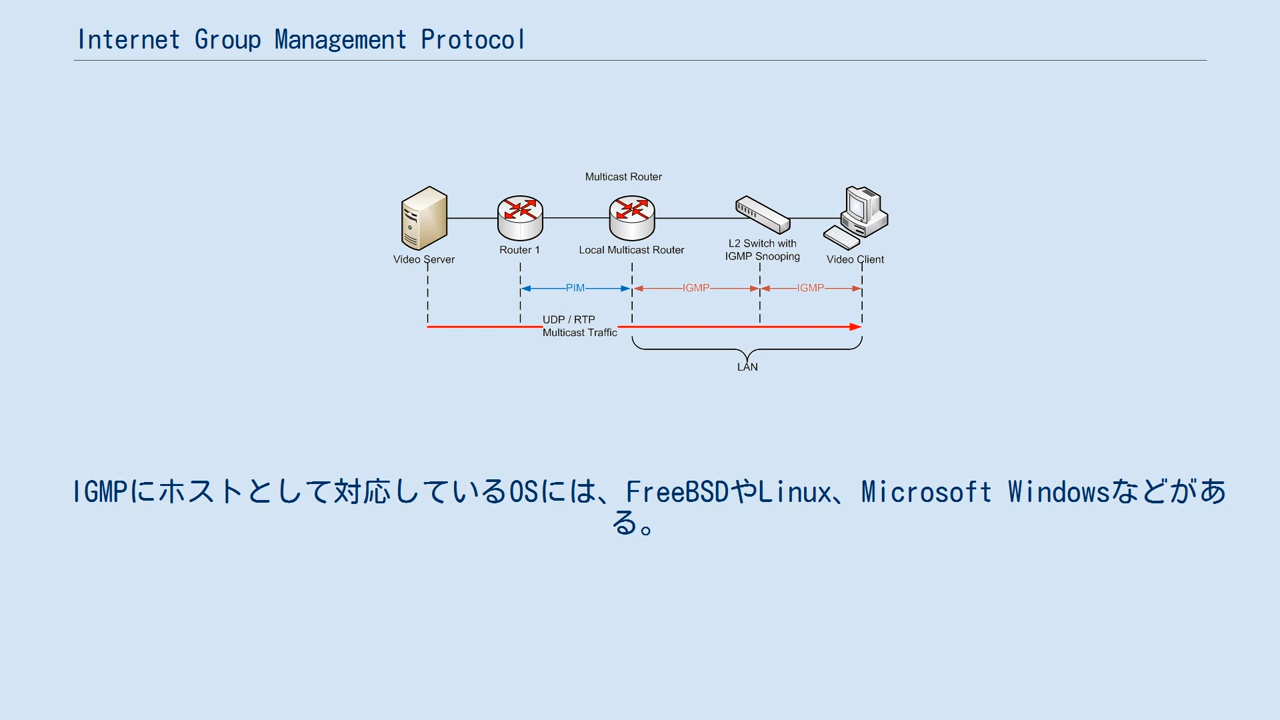 Internet Group Management Protocol
Multicast Router
Video Server
Router 1
Local Multicast Router
L2 Switch with
IGMP Snooping
Video Client
PIM
IGMP
IGMP
UDP / RTP
Multicast Traffic
LAN
IGMPにホストとして対応しているOSには、FreeBSDやLinux、Microsoft Windowsなどがあ
る。